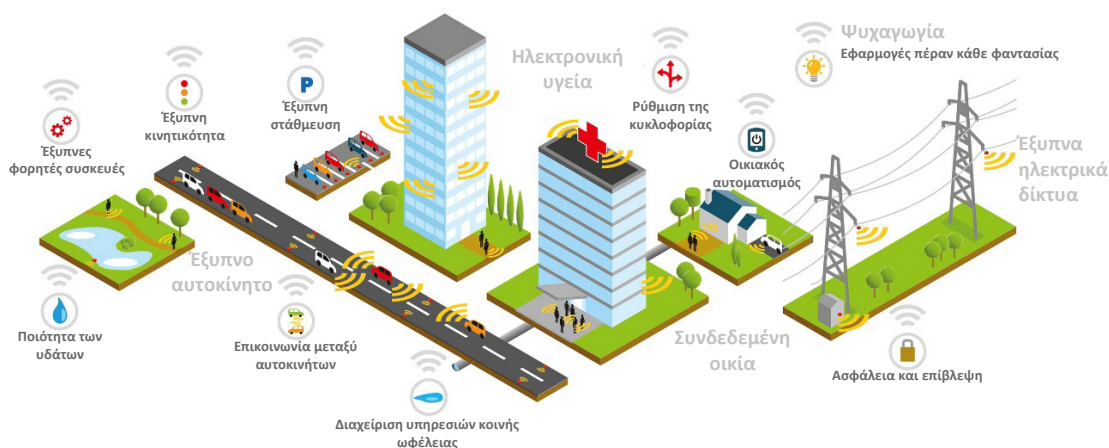 Ψυχαγωγία
Εφαρμογές πέραν κάθε φαντασίας
Ηλεκτρονική
υγεία
Έξυπνη
κινητικότητα
Έξυπνη
στάθμευση
P
Ρύθμιση της
κυκλοφορίας
Έξυπνες
φορητές συσκευές
Οικιακός
αυτοματισμός
Έξυπνα
ηλεκτρικά
δίκτυα
Έξυπνο
αυτοκίνητο
Ποιότητα των
υδάτων
Επικοινωνία μεταξύ
αυτοκινήτων
Συνδεδεμένη
οικία
Ασφάλεια και επίβλεψη
Διαχείριση υπηρεσιών κοινής
ωφέλειας